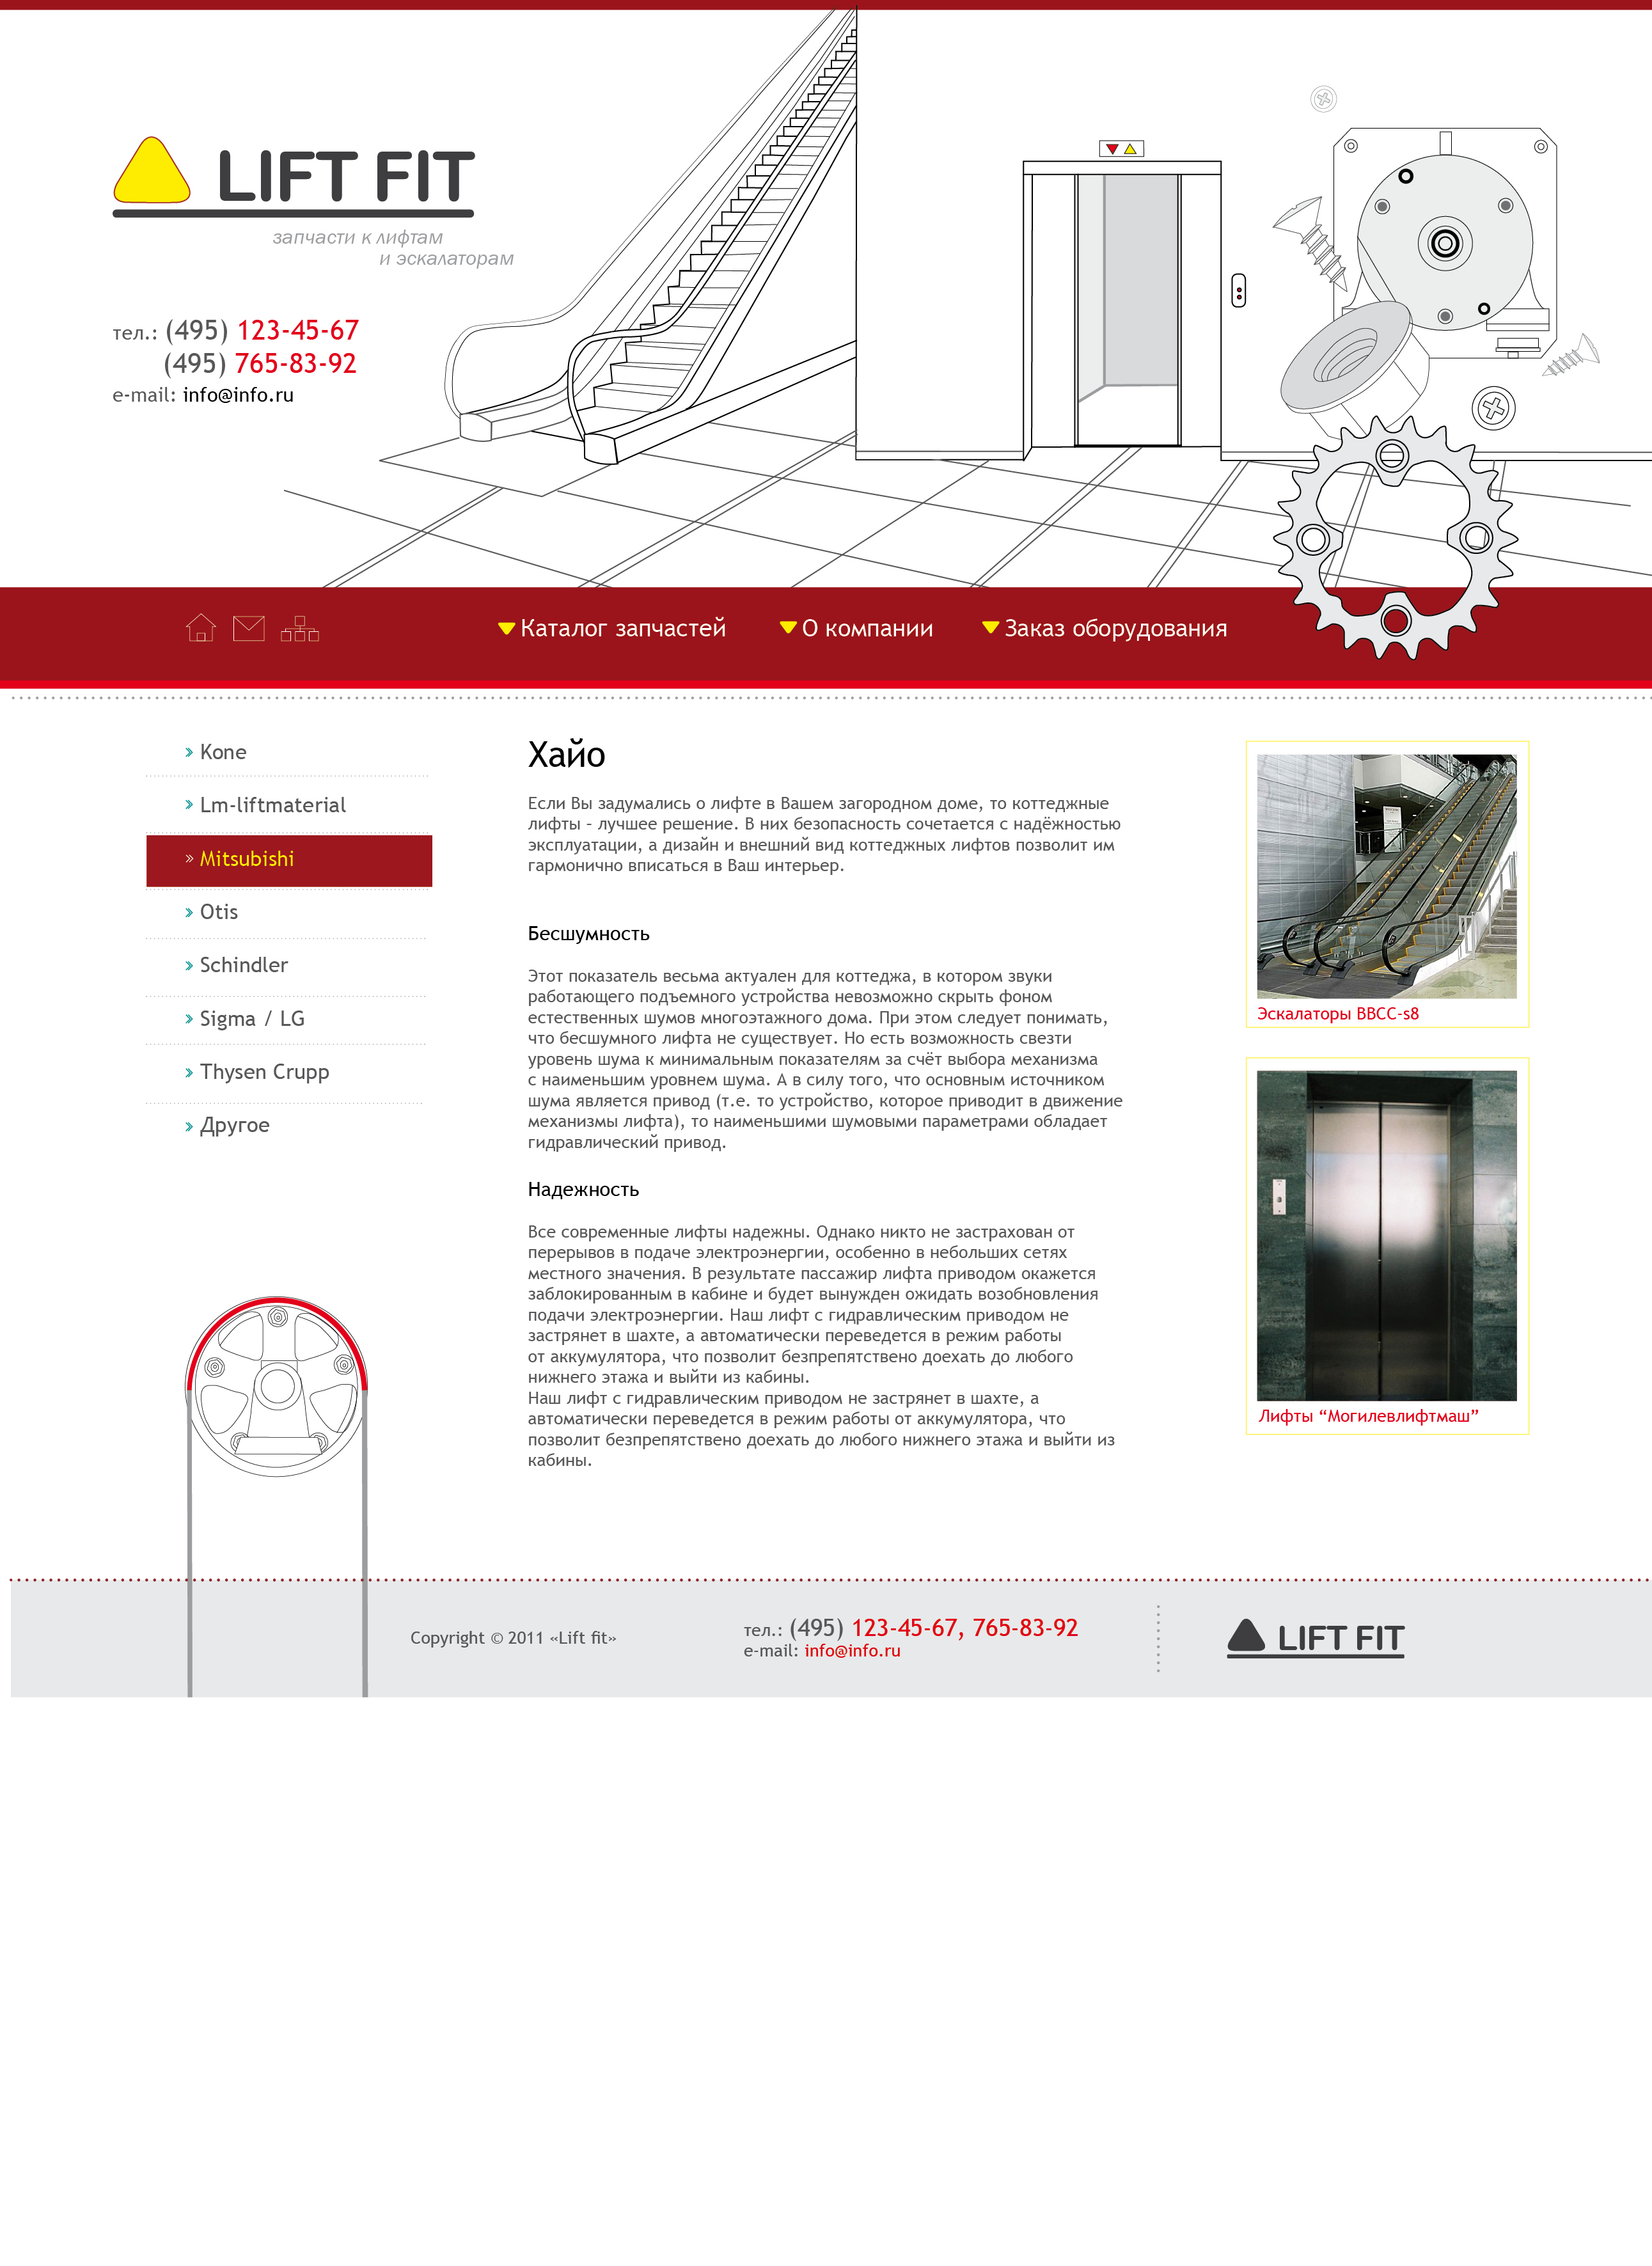 LIFT FIT
запчасти к лифтам
и эскалаторам
тел.: (495) 123-45-67
(495) 765-83-92
e-mail: info@info.ru
Каталог запчастей
О компании
Заказ оборудования
Kone
Lm-liftmaterial
Mitsubishi
Otis
Schindler
Sigma / LG
Thysen Crupp
Другое
Хайо
Если Вы задумались о лифте в Вашем загородном доме, то коттеджные
лифты – лучшее решение. В них безопасность сочетается с надёжностью
эксплуатации, а дизайн и внешний вид коттеджных лифтов позволит им
гармонично вписаться в Ваш интерьер.
Бесшумность
Этот показатель весьма актуален для коттеджа, в котором звуки
работающего подъемного устройства невозможно скрыть фоном
естественных шумов многоэтажного дома. При этом следует понимать,
что бесшумного лифта не существует. Но есть возможность свезти
уровень шума к минимальным показателям за счёт выбора механизма
с наименьшим уровнем шума. А в силу того, что основным источником
шума является привод (т.е. то устройство, которое приводит в движение
механизмы лифта), то наименьшими шумовыми параметрами обладает
гидравлический привод.
Надежность
Все современные лифты надежны. Однако никто не застрахован от
перерывов в подаче электроэнергии, особенно в небольших сетях
местного значения. В результате пассажир лифта приводом окажется
заблокированным в кабине и будет вынужден ожидать возобновления
подачи электроэнергии. Наш лифт с гидравлическим приводом не
застрянет в шахте, а автоматически переведется в режим работы
от аккумулятора, что позволит безпрепятствено доехать до любого
нижнего этажа и выйти из кабины.
Наш лифт с гидравлическим приводом не застрянет в шахте, а
автоматически переведется в режим работы от аккумулятора, что
позволит безпрепятствено доехать до любого нижнего этажа и выйти из
кабины.
Эскалаторы BBCC-s8
Лифты “Могилевлифтмаш”
Copyright © 2011 «Lift fit»
тел.: (495) 123-45-67, 765-83-92
e-mail: info@info.ru
LIFT FIT